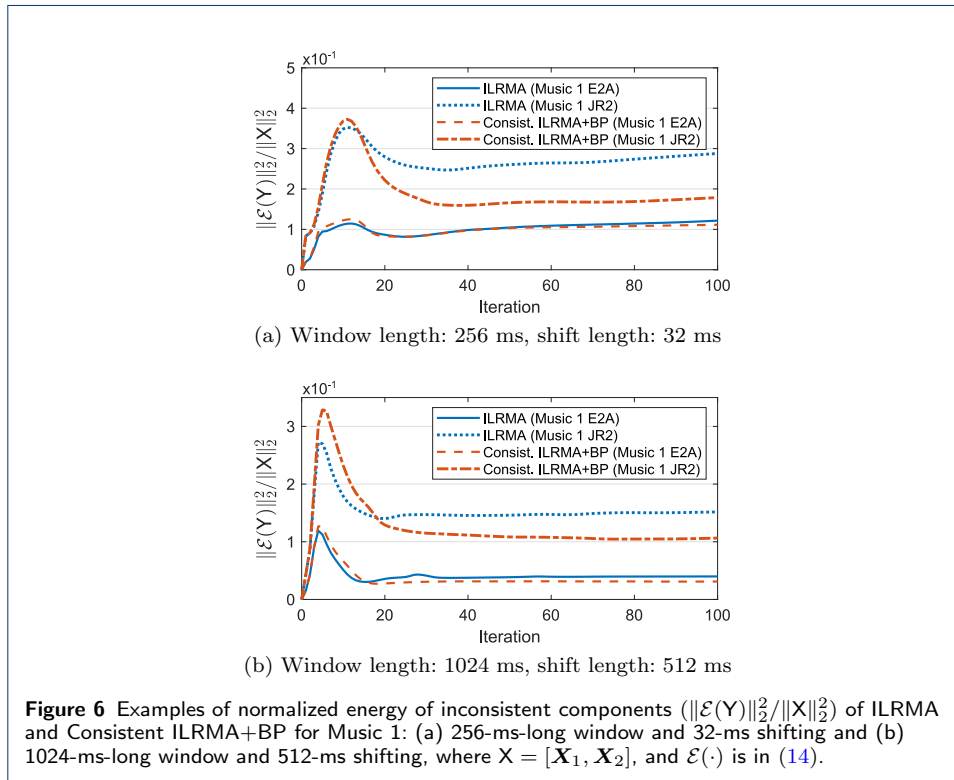 ×10⁻¹
5
4
3
2
1
0
‖ℰ(Y)‖₂²/‖X‖₂²
ILRMA (Music 1 E2A)
ILRMA (Music 1 JR2)
Consist. ILRMA+BP (Music 1 E2A)
Consist. ILRMA+BP (Music 1 JR2)
0 20 40 60 80 100
Iteration
(a) Window length: 256 ms, shift length: 32 ms
×10⁻¹
3
2
1
0
‖ℰ(Y)‖₂²/‖X‖₂²
ILRMA (Music 1 E2A)
ILRMA (Music 1 JR2)
Consist. ILRMA+BP (Music 1 E2A)
Consist. ILRMA+BP (Music 1 JR2)
0 20 40 60 80 100
Iteration
(b) Window length: 1024 ms, shift length: 512 ms
Figure 6 Examples of normalized energy of inconsistent components (‖ℰ(Y)‖₂²/‖X‖₂²) of ILRMA
and Consistent ILRMA+BP for Music 1: (a) 256-ms-long window and 32-ms shifting and (b)
1024-ms-long window and 512-ms shifting, where X = [X₁, X₂], and ℰ(·) is in (14).